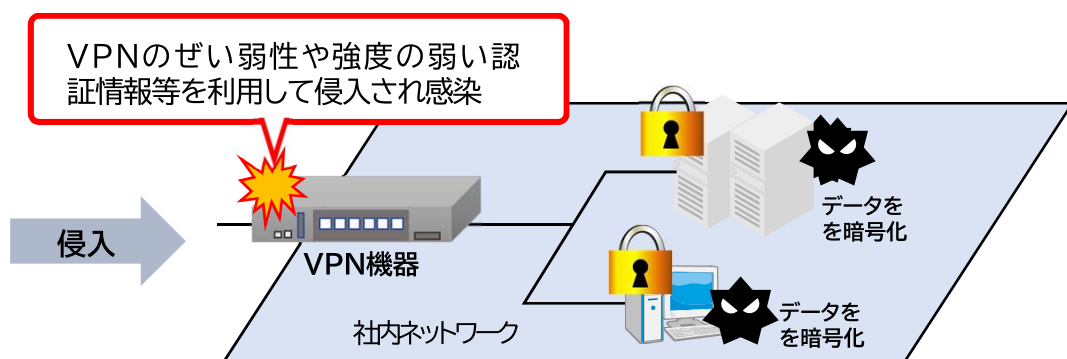 VPNのぜい弱性や強度の弱い認
証情報等を利用して侵入され感染
侵入
VPN機器
社内ネットワーク
データを
を暗号化
データを
を暗号化